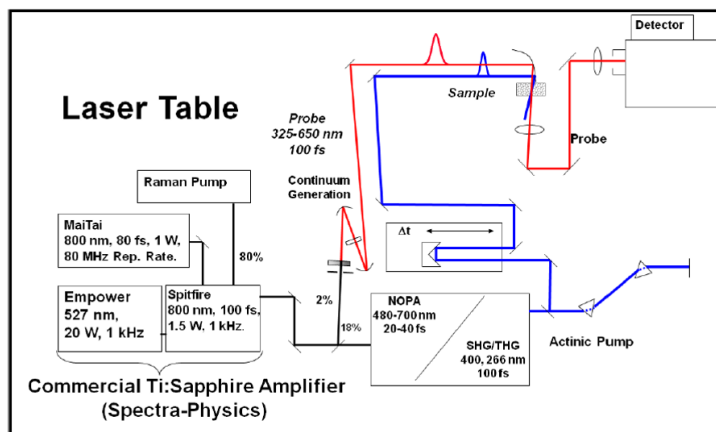 Detector
Laser Table
Sample
Probe
325-650 nm
100 fs
Probe
Continuum
Generation
Raman Pump
MaiTai
800 nm, 80 fs, 1 W,
80 MHz Rep. Rate.
80%
Δt
Empower
527 nm,
20 W, 1 kHz
Spitfire
800 nm, 100 fs,
1.5 W, 1 kHz.
2%
18%
NOPA
480-700 nm
20-40 fs
SHG/THG
400, 266 nm
100 fs
Actinic Pump
Commercial Ti:Sapphire Amplifier
(Spectra-Physics)